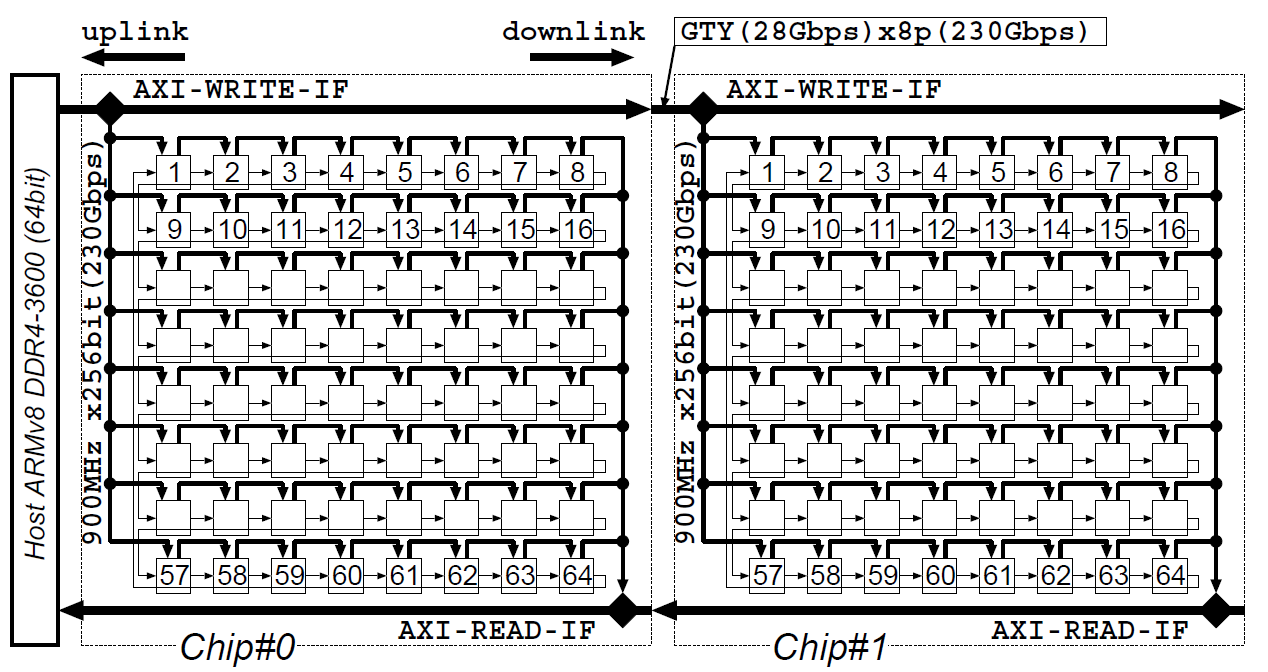 uplink
downlink
GTY(28Gbps)x8p(230Gbps)
Host ARMv8 DDR4-3600 (64bit)
AXI-WRITE-IF
900MHz x256bit(230Gbps)
1 2 3 4 5 6 7 8
9 10 11 12 13 14 15 16
57 58 59 60 61 62 63 64
AXI-READ-IF
Chip#0
AXI-WRITE-IF
900MHz x256bit(230Gbps)
1 2 3 4 5 6 7 8
9 10 11 12 13 14 15 16
57 58 59 60 61 62 63 64
AXI-READ-IF
Chip#1